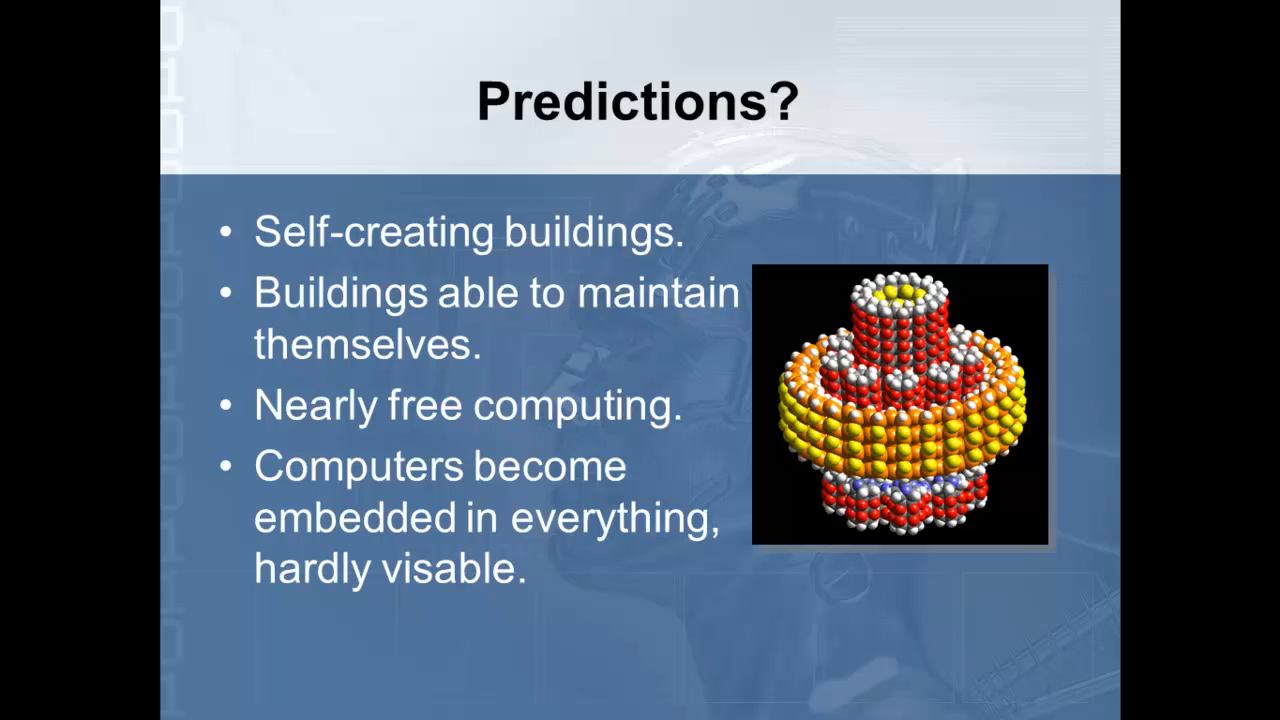 Predictions?
• Self-creating buildings.
• Buildings able to maintain
themselves.
• Nearly free computing.
• Computers become
embedded in everything,
hardly visable.